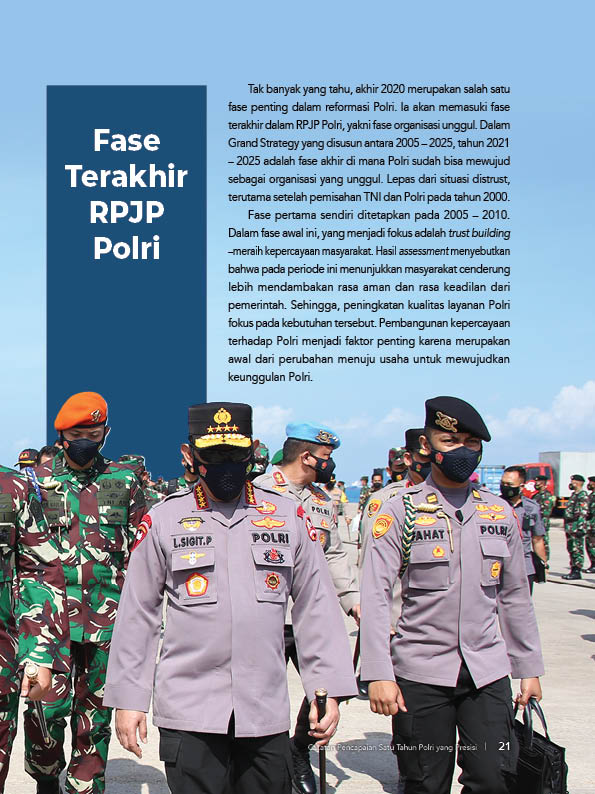 Fase
Terakhir
RPJP
Polri
Tak banyak yang tahu, akhir 2020 merupakan salah satu
fase penting dalam reformasi Polri. Ia akan memasuki fase
terakhir dalam RPJP Polri, yakni fase organisasi unggul. Dalam
Grand Strategy yang disusun antara 2005 – 2025, tahun 2021
– 2025 adalah fase akhir di mana Polri sudah bisa mewujud
sebagai organisasi yang unggul. Lepas dari situasi distrust,
terutama setelah pemisahan TNI dan Polri pada tahun 2000.
Fase pertama sendiri ditetapkan pada 2005 – 2010.
Dalam fase awal ini, yang menjadi fokus adalah trust building
–meraih kepercayaan masyarakat. Hasil assessment menyebutkan
bahwa pada periode ini menunjukkan masyarakat cenderung
lebih mendambakan rasa aman dan rasa keadilan dari
pemerintah. Sehingga, peningkatan kualitas layanan Polri
fokus pada kebutuhan tersebut. Pembangunan kepercayaan
terhadap Polri menjadi faktor penting karena merupakan
awal dari perubahan menuju usaha untuk mewujudkan
keunggulan Polri.
L.SIGIT.P
POLRI
FAHAT
POLRI
Catatan Pencapaian Satu Tahun Polri yang Presisi | 21